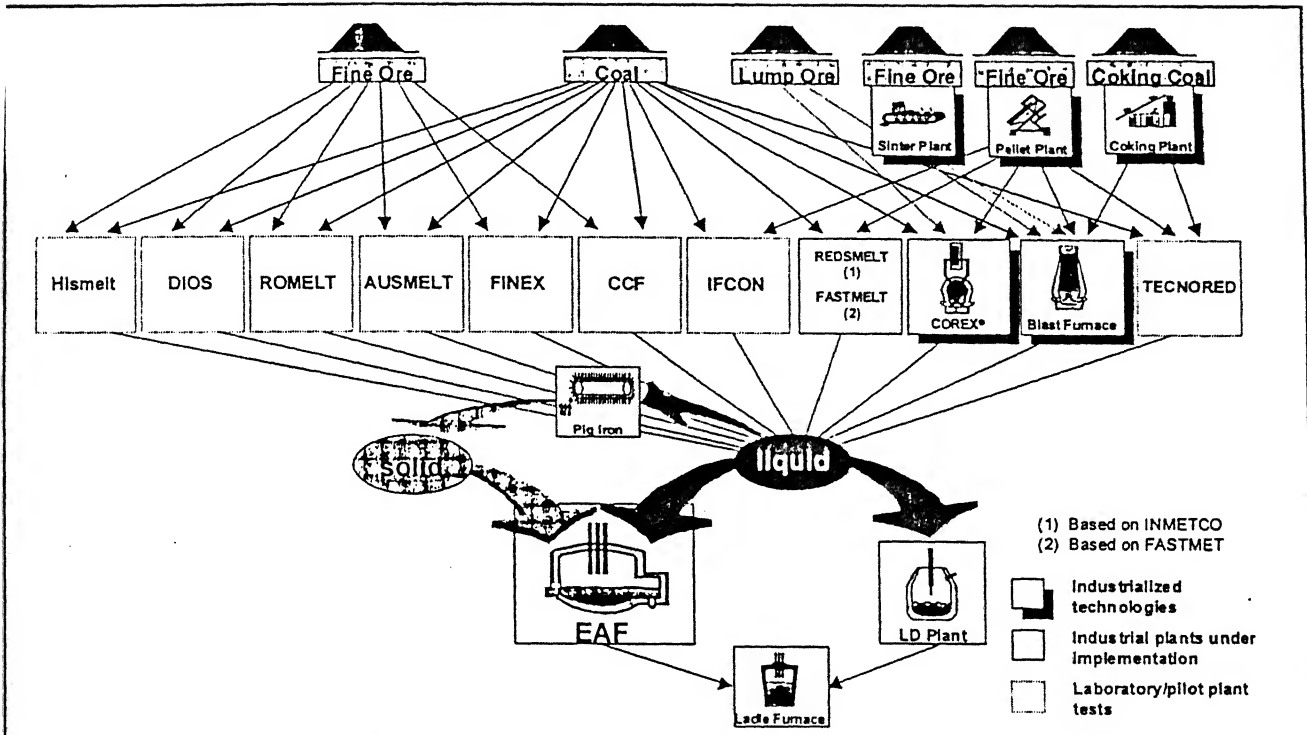 Fine Ore
Coal
Lump Ore
Fine Ore
Fine Ore
Coking Coal
Sinter Plant
Pellet Plant
Coking Plant
HIsmelt
DIOS
ROMELT
AUSMELT
FINEX
CCF
IFCON
REDSMELT
(1)
FASTMELT
(2)
COREX®
Blast Furnace
TECNORED
Pig Iron
solid
liquid
EAF
LD Plant
Ladle Furnace
(1) Based on INMETCO
(2) Based on FASTMET
Industrialized
technologies
Industrial plants under
implementation
Laboratory/pilot plant
tests